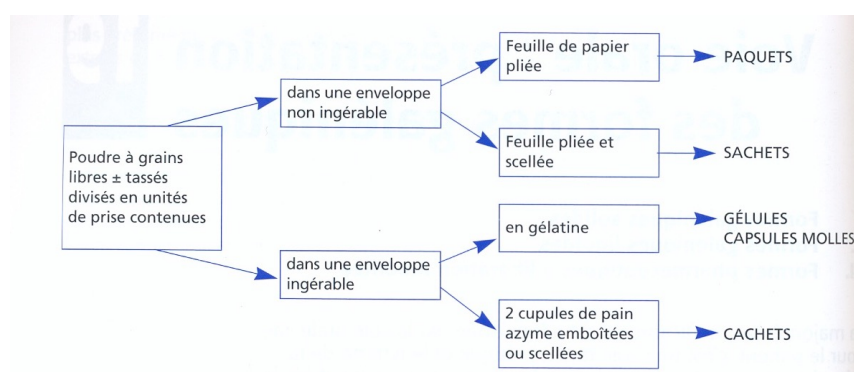 Poudre à grains
libres ± tassés
divisés en unités
de prise contenues
dans une enveloppe
non ingérable
Feuille de papier
pliée
PAQUETS
Feuille pliée et
scellée
SACHETS
dans une enveloppe
ingérable
en gélatine
GÉLULES
CAPSULES MOLLES
2 cupules de pain
azyme emboîtées
ou scellées
CACHETS